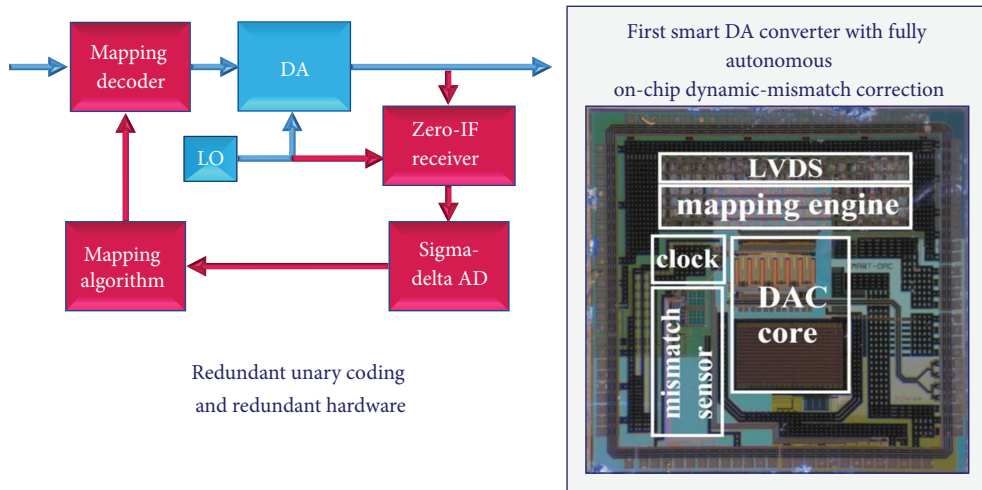 Mapping
decoder
DA
LO
Zero-IF
receiver
Mapping
algorithm
Sigma-
delta AD
Redundant unary coding
and redundant hardware
First smart DA converter with fully
autonomous
on-chip dynamic-mismatch correction
LVDS
mapping engine
clock
MART-DAC
DAC
core
mismatch
sensor